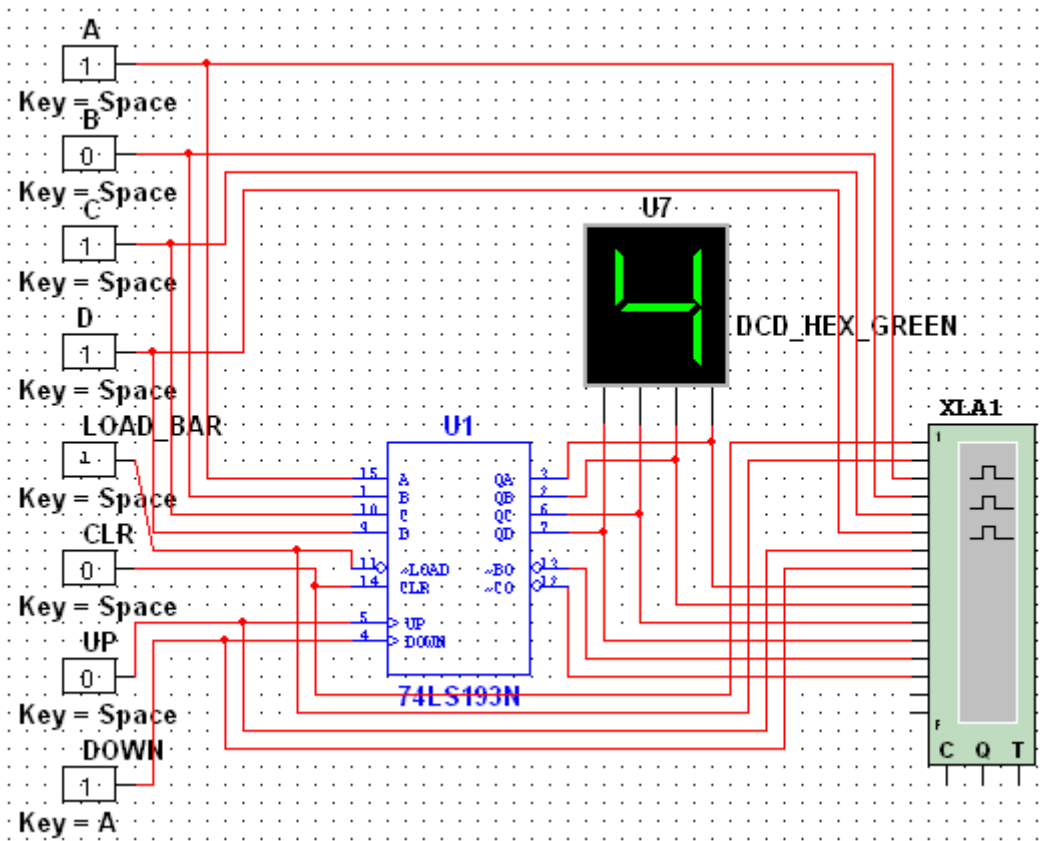 A
1
Key = Space
B
0
Key = Space
C
1
Key = Space
D
1
Key = Space
LOAD_BAR
1
Key = Space
CLR
0
Key = Space
UP
0
Key = Space
DOWN
1
Key = A
U1
15 A QA 3
1 B QB 2
10 C QC 6
9 D QD 7
11 ~LOAD ~BO 13
14 CLR ~CO 12
5 UP
4 DOWN
74LS193N
U7
4
DCD_HEX_GREEN
XLA1
1
F
C Q T